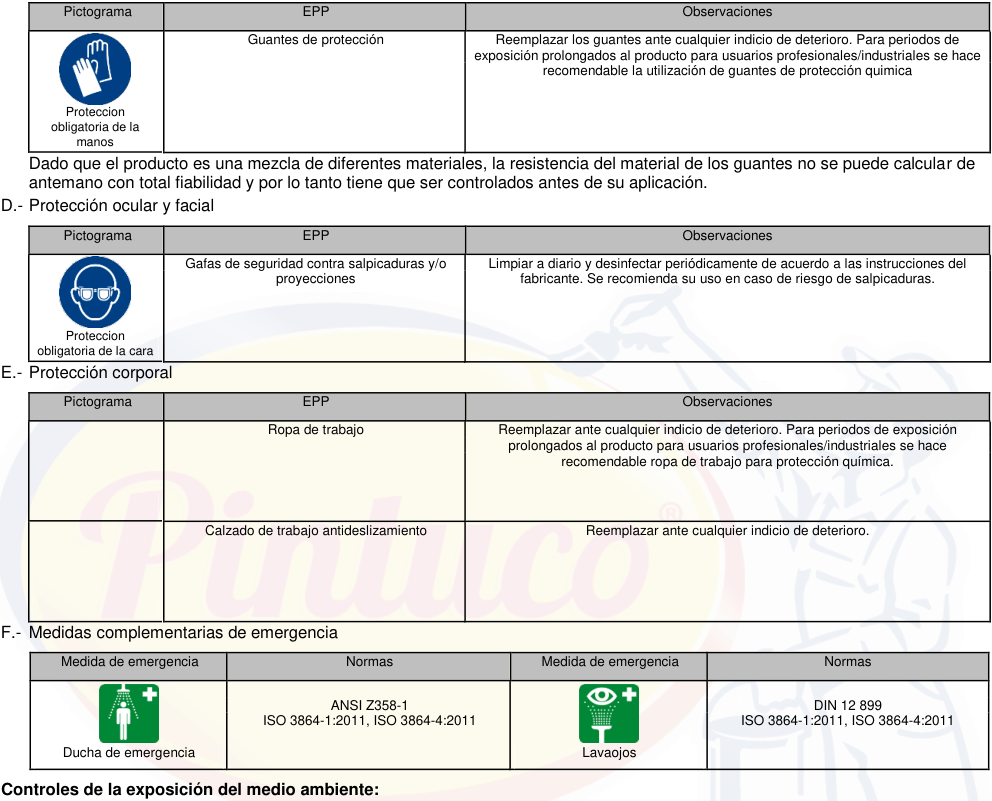 Pictograma EPP Observaciones
Guantes de protección
Reemplazar los guantes ante cualquier indicio de deterioro. Para periodos de
exposición prolongados al producto para usuarios profesionales/industriales se hace
recomendable la utilización de guantes de protección quimica
Proteccion
obligatoria de la
manos
Dado que el producto es una mezcla de diferentes materiales, la resistencia del material de los guantes no se puede calcular de
antemano con total fiabilidad y por lo tanto tiene que ser controlados antes de su aplicación.
D.- Protección ocular y facial
Pictograma EPP Observaciones
Gafas de seguridad contra salpicaduras y/o
proyecciones
Limpiar a diario y desinfectar periódicamente de acuerdo a las instrucciones del
fabricante. Se recomienda su uso en caso de riesgo de salpicaduras.
Proteccion
obligatoria de la cara
E.- Protección corporal
Pictograma EPP Observaciones
Ropa de trabajo
Reemplazar ante cualquier indicio de deterioro. Para periodos de exposición
prolongados al producto para usuarios profesionales/industriales se hace
recomendable ropa de trabajo para protección química.
Calzado de trabajo antideslizamiento
Reemplazar ante cualquier indicio de deterioro.
Pintuco®
F.- Medidas complementarias de emergencia
Medida de emergencia Normas Medida de emergencia Normas
Ducha de emergencia
ANSI Z358-1
ISO 3864-1:2011, ISO 3864-4:2011
Lavaojos
DIN 12 899
ISO 3864-1:2011, ISO 3864-4:2011
Controles de la exposición del medio ambiente: